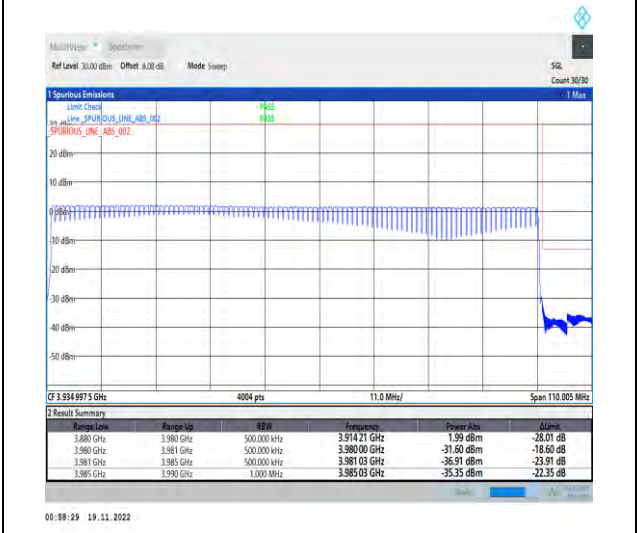 MultiView Spectrum
Ref Level 30.00 dBm Offset 8.08 dB Mode Sweep SGL
Count 30/30
1 Spurious Emissions 1 Max
Limit Check PASS
Line _SPURIOUS_LINE_ABS_002 PASS
30 dBm
SPURIOUS_LINE_ABS_002
20 dBm
10 dBm
0 dBm
-10 dBm
-20 dBm
-30 dBm
-40 dBm
-50 dBm
CF 3.934 997 5 GHz 4004 pts 11.0 MHz/ Span 110.005 MHz
2 Result Summary
Range Low Range Up RBW Frequency Power Abs ΔLimit
3.880 GHz 3.980 GHz 500.000 kHz 3.914 21 GHz 1.99 dBm -28.01 dB
3.980 GHz 3.981 GHz 500.000 kHz 3.980 00 GHz -31.60 dBm -18.60 dB
3.981 GHz 3.985 GHz 500.000 kHz 3.981 03 GHz -36.91 dBm -23.91 dB
3.985 GHz 3.990 GHz 1.000 MHz 3.985 03 GHz -35.35 dBm -22.35 dB
00:58:29 19.11.2022